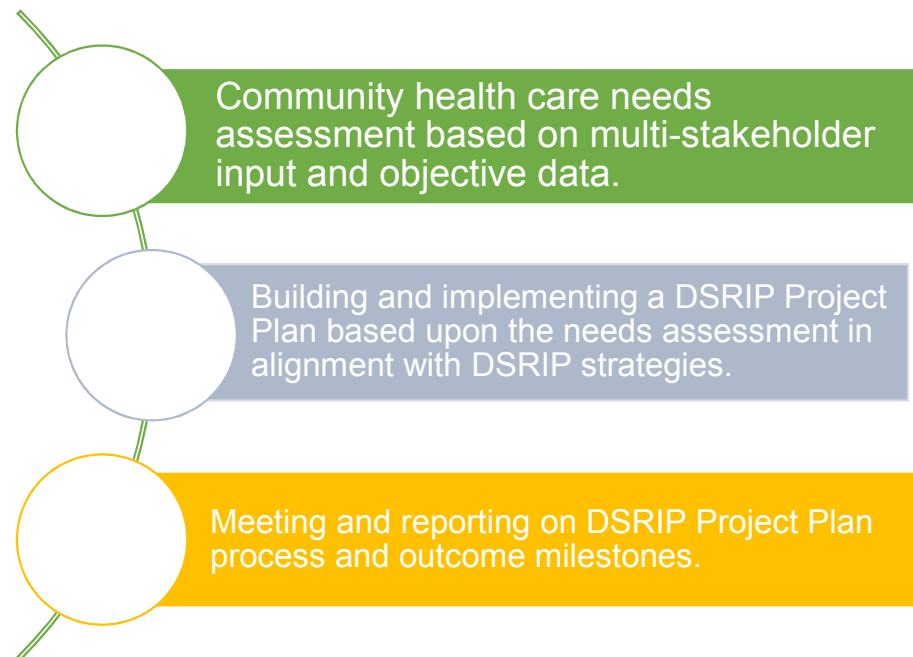 Community health care needs
assessment based on multi-stakeholder
input and objective data.
Building and implementing a DSRIP Project
Plan based upon the needs assessment in
alignment with DSRIP strategies.
Meeting and reporting on DSRIP Project Plan
process and outcome milestones.